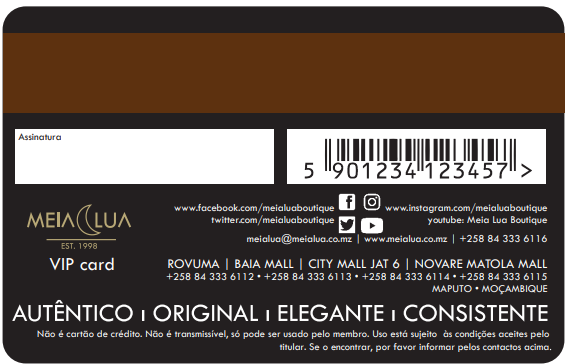 Assinatura
5 901234 123457 >
www.facebook.com/meialuaboutique www.instagram.com/meialuaboutique
twitter.com/meialuaboutique youtube: Meia Lua Boutique
meialua@meialua.co.mz | www.meialua.co.mz | +258 84 333 6116
MEIA LUA
EST. 1998
VIP card
ROVUMA | BAIA MALL | CITY MALL JAT 6 | NOVARE MATOLA MALL
+258 84 333 6112 • +258 84 333 6113 • +258 84 333 6114 • +258 84 333 6115
MAPUTO • MOÇAMBIQUE
AUTÊNTICO ı ORIGINAL ı ELEGANTE ı CONSISTENTE
Não é cartão de crédito. Não é transmissível, só pode ser usado pelo membro. Uso está sujeito às condições aceites pelo
titular. Se o encontrar, por favor informar pelos contactos acima.